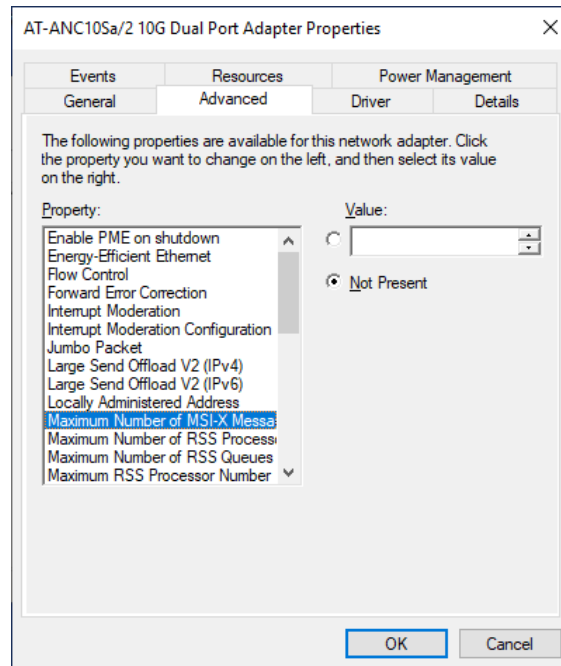 AT-ANC10Sa/2 10G Dual Port Adapter Properties
Events Resources Power Management
General Advanced Driver Details
The following properties are available for this network adapter. Click
the property you want to change on the left, and then select its value
on the right.
Property: Value:
Enable PME on shutdown
Energy-Efficient Ethernet
Flow Control
Not Present
Forward Error Correction
Interrupt Moderation
Interrupt Moderation Configuration
Jumbo Packet
Large Send Offload V2 (IPv4)
Large Send Offload V2 (IPv6)
Locally Administered Address
Maximum Number of MSI-X Messa
Maximum Number of RSS Process
Maximum Number of RSS Queues
Maximum RSS Processor Number
OK Cancel